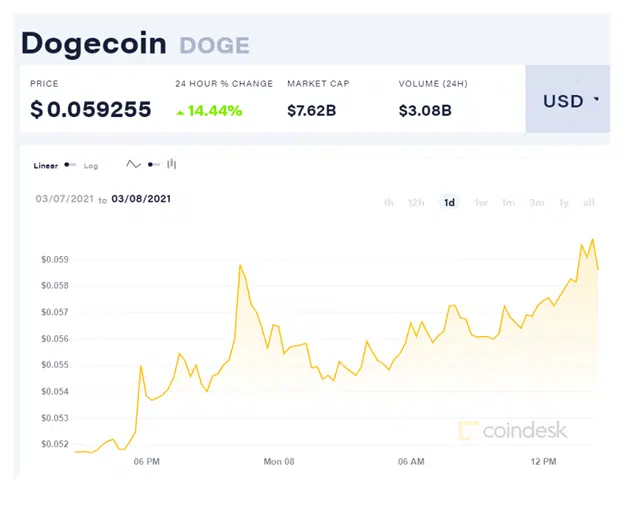 Dogecoin DOGE
PRICE 24 HOUR % CHANGE MARKET CAP VOLUME (24H)
$0.059255 14.44% $7.62B $3.08B USD
Linear Log
03/07/2021 to 03/08/2021 1h 12h 1d 1w 1m 3m 1y all
$0.059
$0.058
$0.057
$0.056
$0.055
$0.054
$0.053
coindesk
$0.052
06 PM Mon 08 06 AM 12 PM